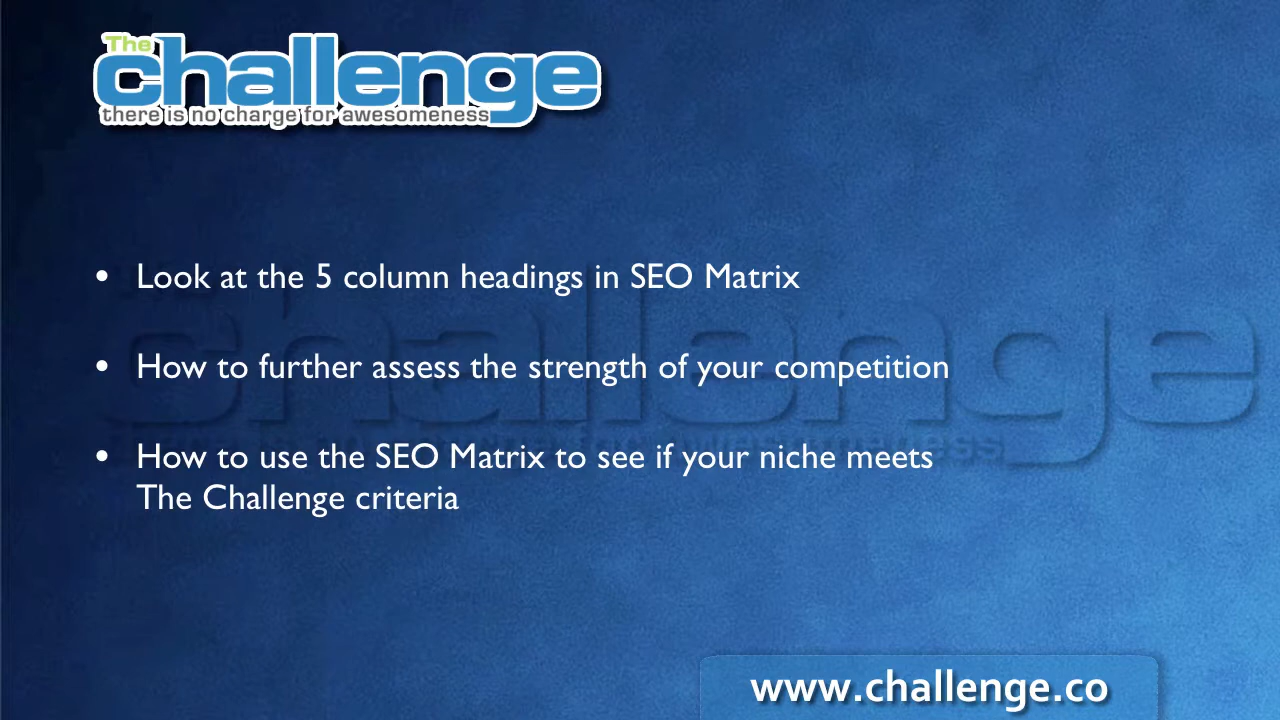 The
challenge
there is no charge for awesomeness
• Look at the 5 column headings in SEO Matrix
• How to further assess the strength of your competition
• How to use the SEO Matrix to see if your niche meets
The Challenge criteria
challenge
www.challenge.co